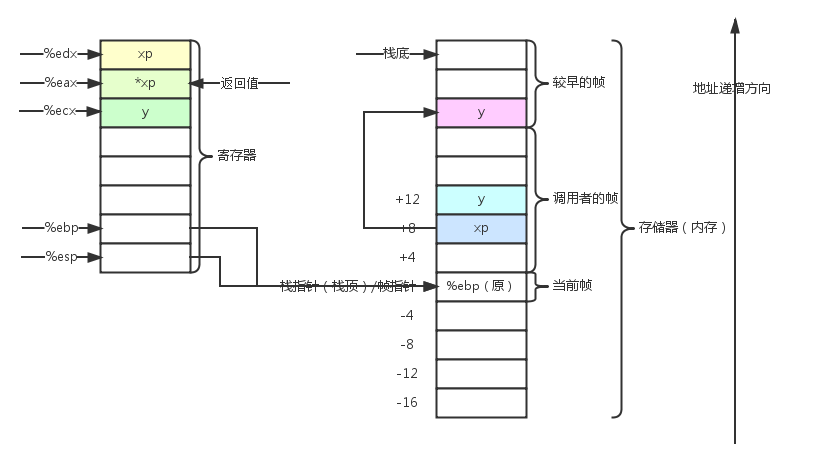 %edx
xp
%eax
*xp
返回值
%ecx
y
寄存器
%ebp
%esp
栈底
较早的帧
y
+12
y
调用者的帧
+8
xp
+4
栈指针（栈顶）/帧指针
%ebp（原）
当前帧
-4
-8
-12
-16
存储器（内存）
地址递增方向